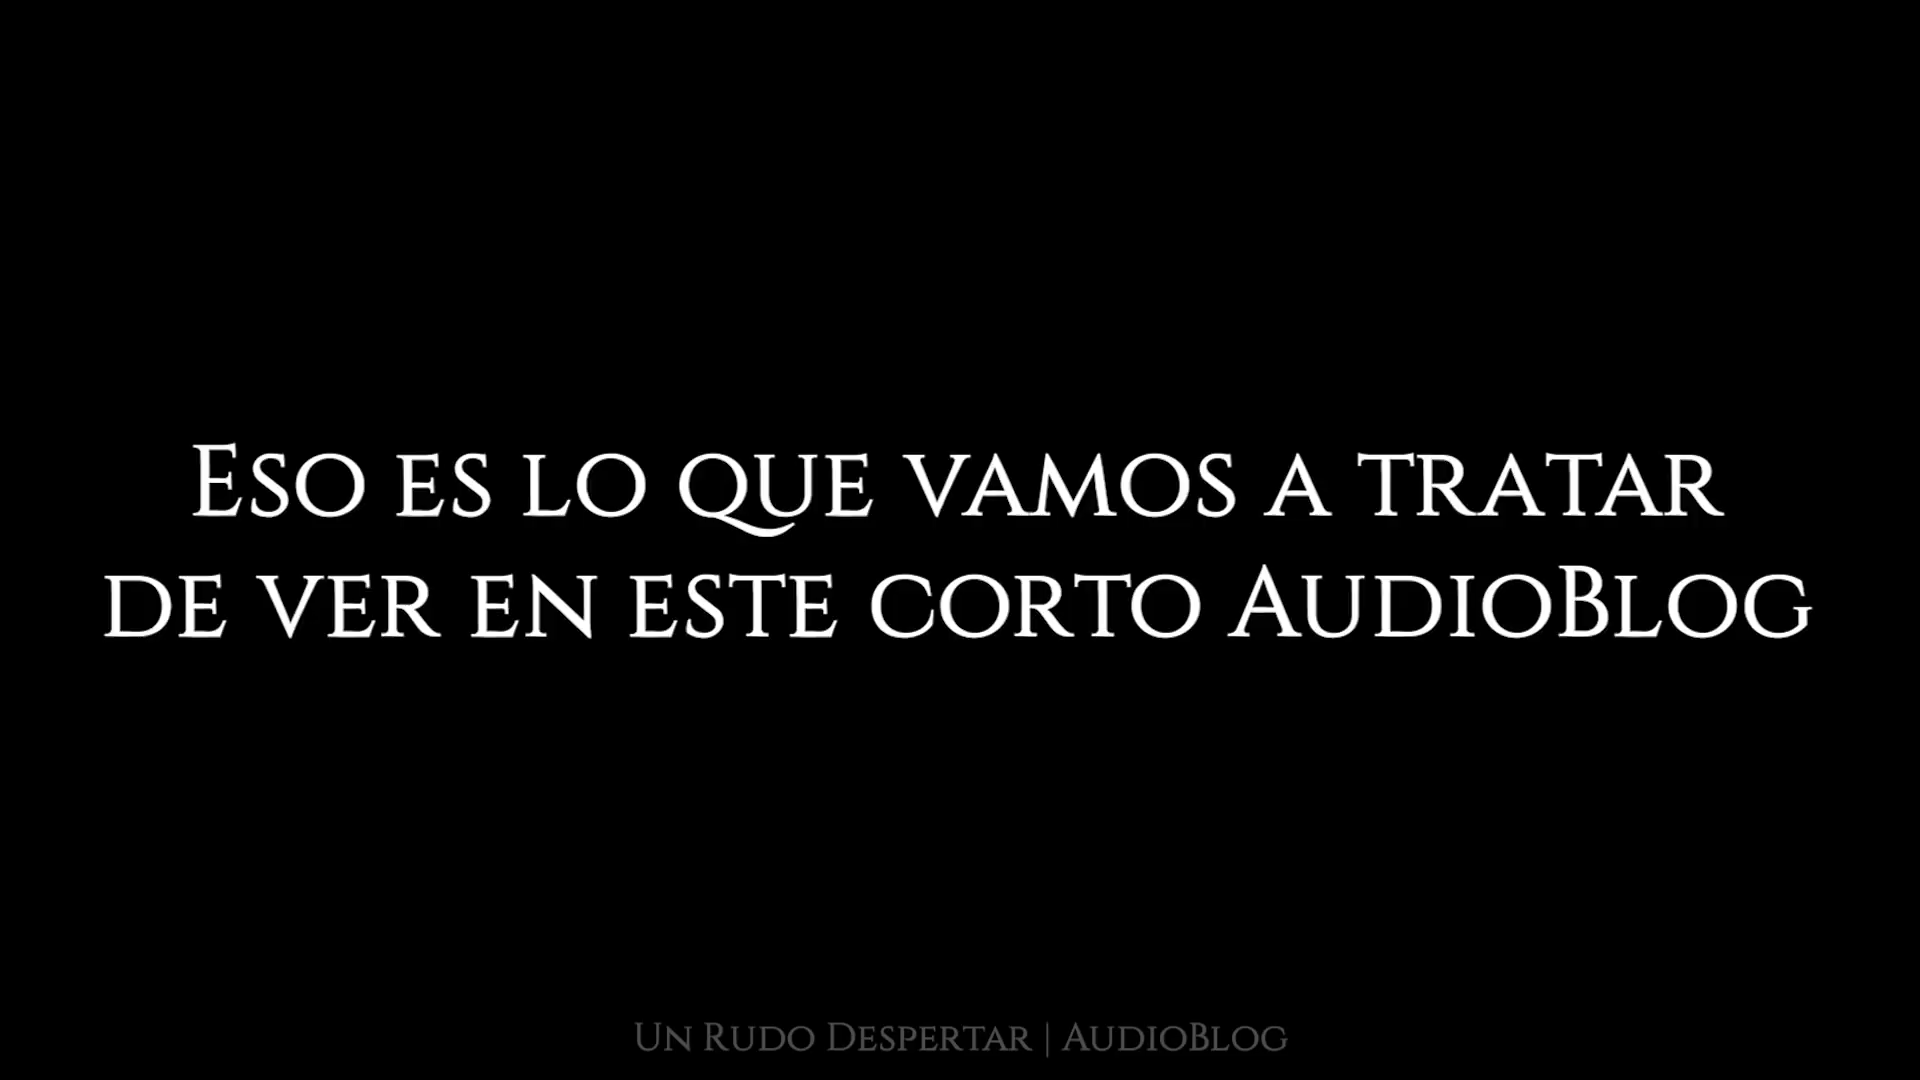 Eso es lo que vamos a tratar
de ver en este corto AudioBlog
Un Rudo Despertar | AudioBlog